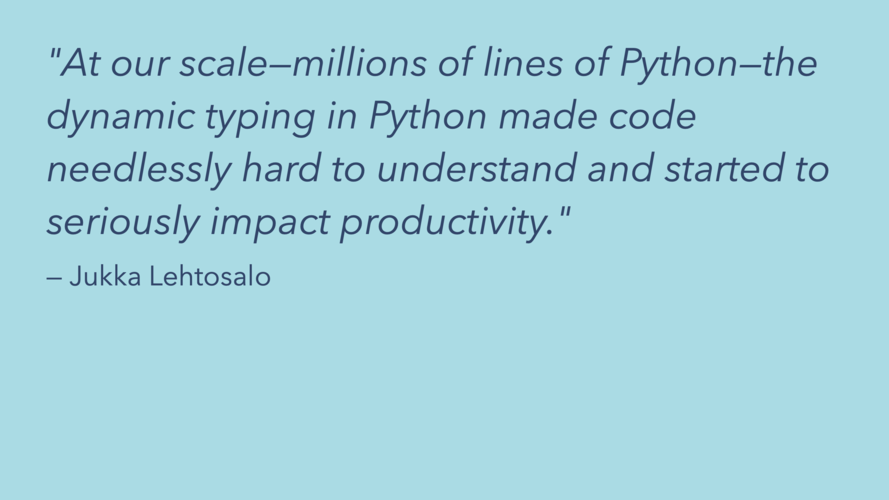 "At our scale—millions of lines of Python—the
dynamic typing in Python made code
needlessly hard to understand and started to
seriously impact productivity."
— Jukka Lehtosalo